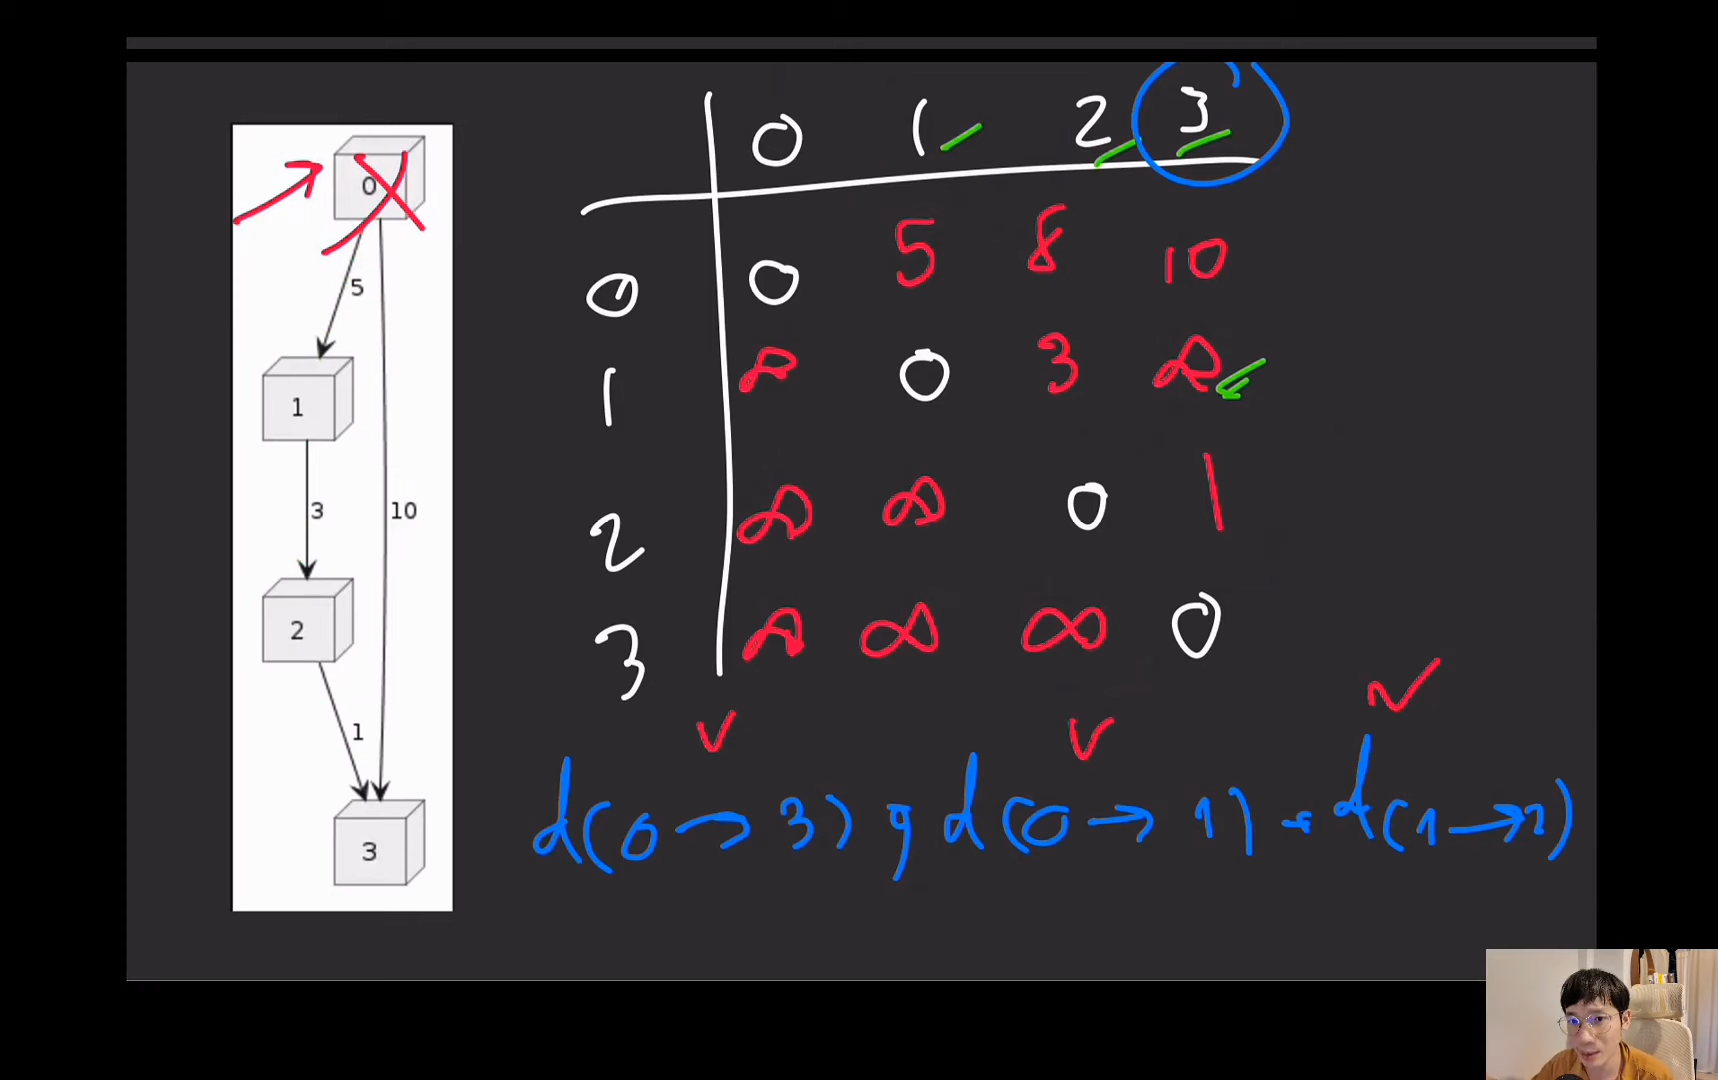 0
5
1
3
10
2
1
3
0 1 2 3
0 0 5 8 10
1 ∞ 0 3 ∞
2 ∞ ∞ 0 1
3 ∞ ∞ ∞ 0
d(0→3) d(0→1) d(1→